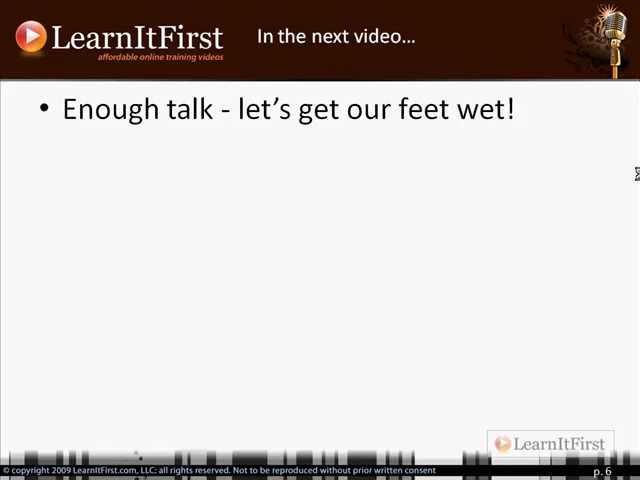 LearnItFirst
affordable online training videos
In the next video...
• Enough talk - let's get our feet wet!
LearnItFirst
© copyright 2009 LearnItFirst.com, LLC: all rights reserved. Not to be reproduced without prior written consent
p. 6